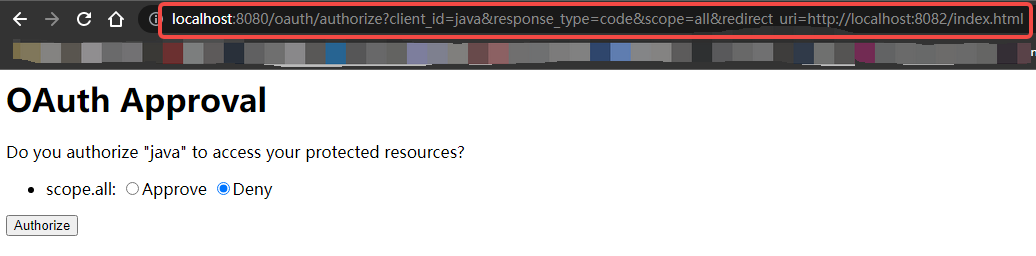 localhost:8080/oauth/authorize?client_id=java&response_type=code&scope=all&redirect_uri=http://localhost:8082/index.html
OAuth Approval
Do you authorize "java" to access your protected resources?
• scope.all: Approve Deny
Authorize